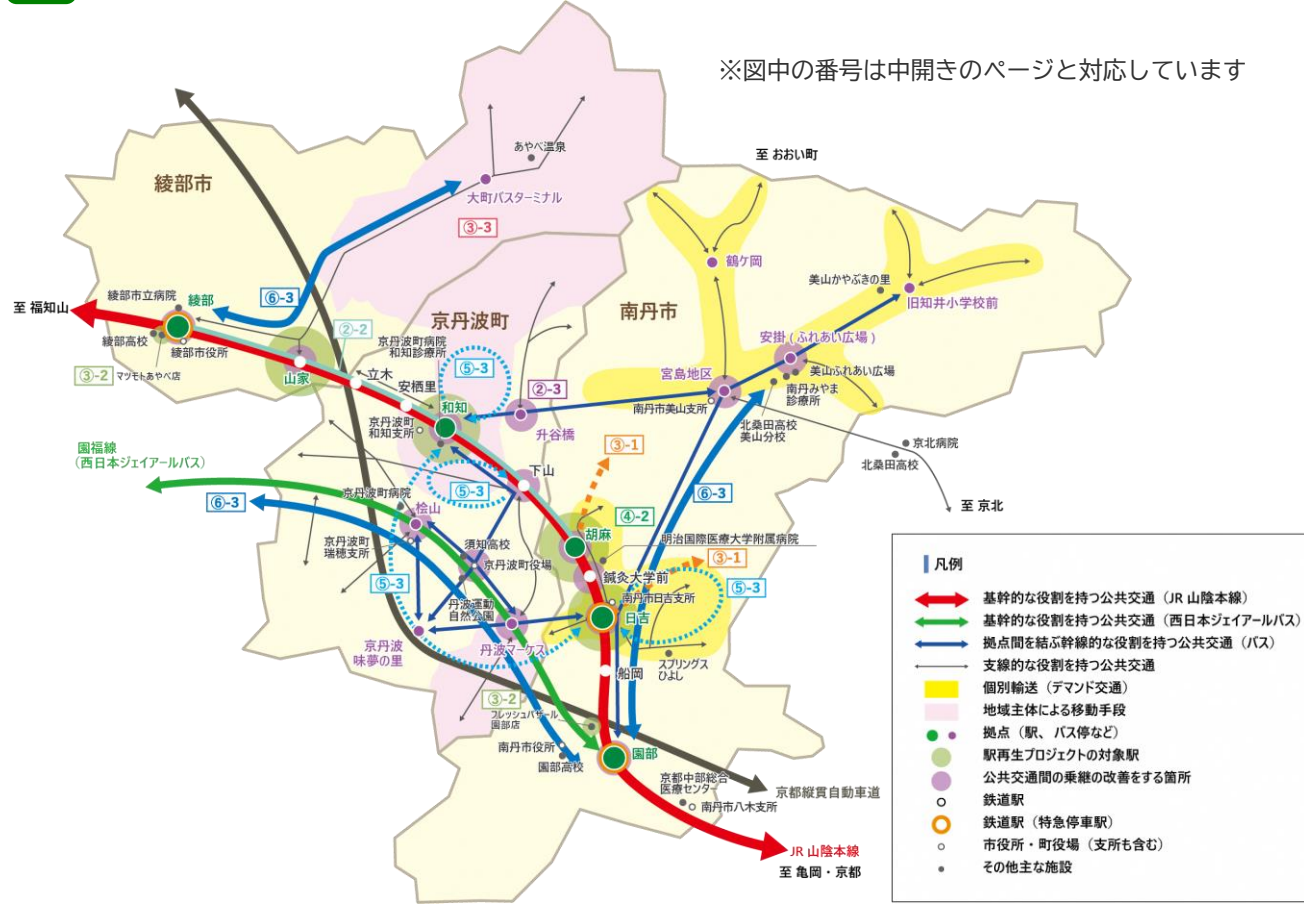 ※図中の番号は中開きのページと対応しています
至 おおい町
あやべ温泉
綾部市
大町バスターミナル
③-3
鶴ケ岡
美山かやぶきの里
旧知井小学校前
南丹市
京丹波町
綾部市立病院
綾部
⑥-3
至 福知山
綾部高校
綾部市役所
②-2
京丹波町病院
和知診療所
安掛（ふれあい広場）
③-2
マツモトあやべ店
山家
立木
安栖里
⑤-3
②-3
宮島地区
美山ふれあい広場
南丹みやま
診療所
南丹市美山支所
北桑田高校
美山分校
和知
京丹波町
和知支所
升谷橋
京北病院
北桑田高校
園福線
（西日本ジェイアールバス）
③-1
下山
⑥-3
至 京北
⑥-3
京丹波町病院
⑤-3
桧山
④-2
胡麻
明治国際医療大学附属病院
京丹波町
瑞穂支所
須知高校
京丹波町役場
③-1
⑤-3
鍼灸大学前
⑤-3
南丹市日吉支所
丹波運動
自然公園
日吉
京丹波
味夢の里
丹波マーケス
スプリングス
ひよし
船岡
③-2
フレッシュバザール
園部店
南丹市役所
園部高校
園部
京都中部総合
医療センター
南丹市八木支所
京都縦貫自動車道
JR 山陰本線
至 亀岡・京都
凡例
基幹的な役割を持つ公共交通（JR 山陰本線）
基幹的な役割を持つ公共交通（西日本ジェイアールバス）
拠点間を結ぶ幹線的な役割を持つ公共交通（バス）
支線的な役割を持つ公共交通
個別輸送（デマンド交通）
地域主体による移動手段
拠点（駅、バス停など）
駅再生プロジェクトの対象駅
公共交通間の乗継の改善をする箇所
鉄道駅
鉄道駅（特急停車駅）
市役所・町役場（支所も含む）
その他主な施設